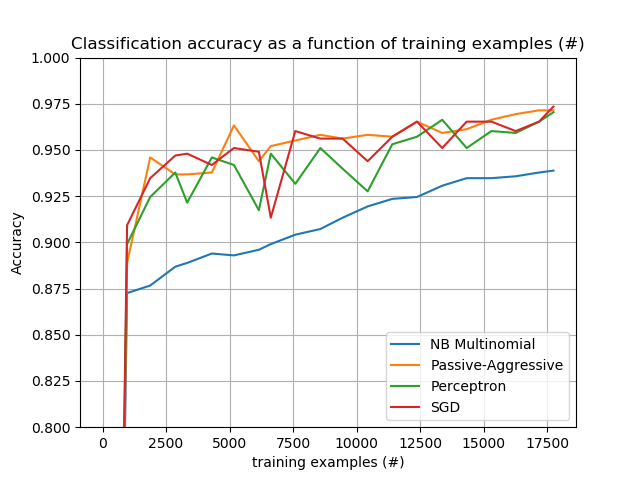 Classification accuracy as a function of training examples (#)
1.000
0.975
0.950
0.925
0.900
0.875
0.850
0.825
0.800
Accuracy
NB Multinomial
Passive-Aggressive
Perceptron
SGD
0 2500 5000 7500 10000 12500 15000 17500
training examples (#)